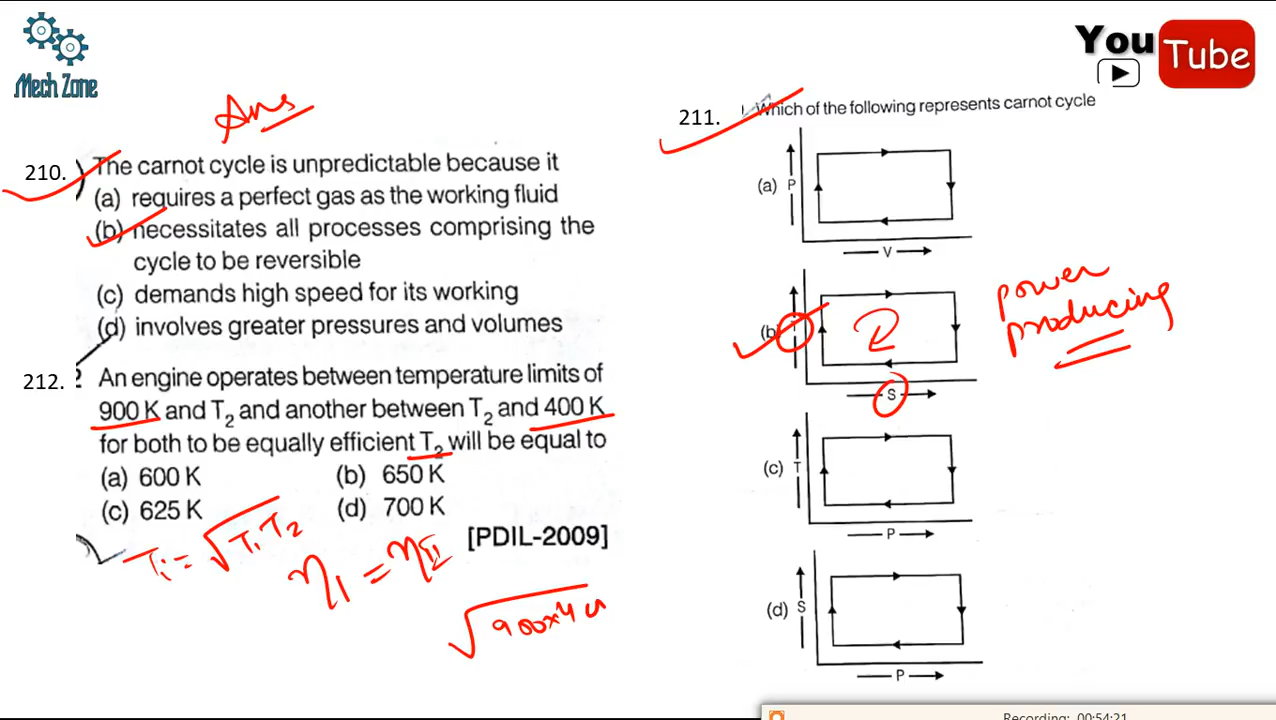 Mech Zone
You Tube
Ans
210. The carnot cycle is unpredictable because it
(a) requires a perfect gas as the working fluid
(b) necessitates all processes comprising the
cycle to be reversible
(c) demands high speed for its working
(d) involves greater pressures and volumes
212. An engine operates between temperature limits of
900 K and T₂ and another between T₂ and 400 K
for both to be equally efficient T₂ will be equal to
(a) 600 K (b) 650 K
(c) 625 K (d) 700 K
[PDIL-2009]
Ti = √T₁T₂
η1 = ηII
211. Which of the following represents carnot cycle
(a) P
V
(b)
S
power
producing
(c) T
P
(d) S
P
Recording: 00:54:21